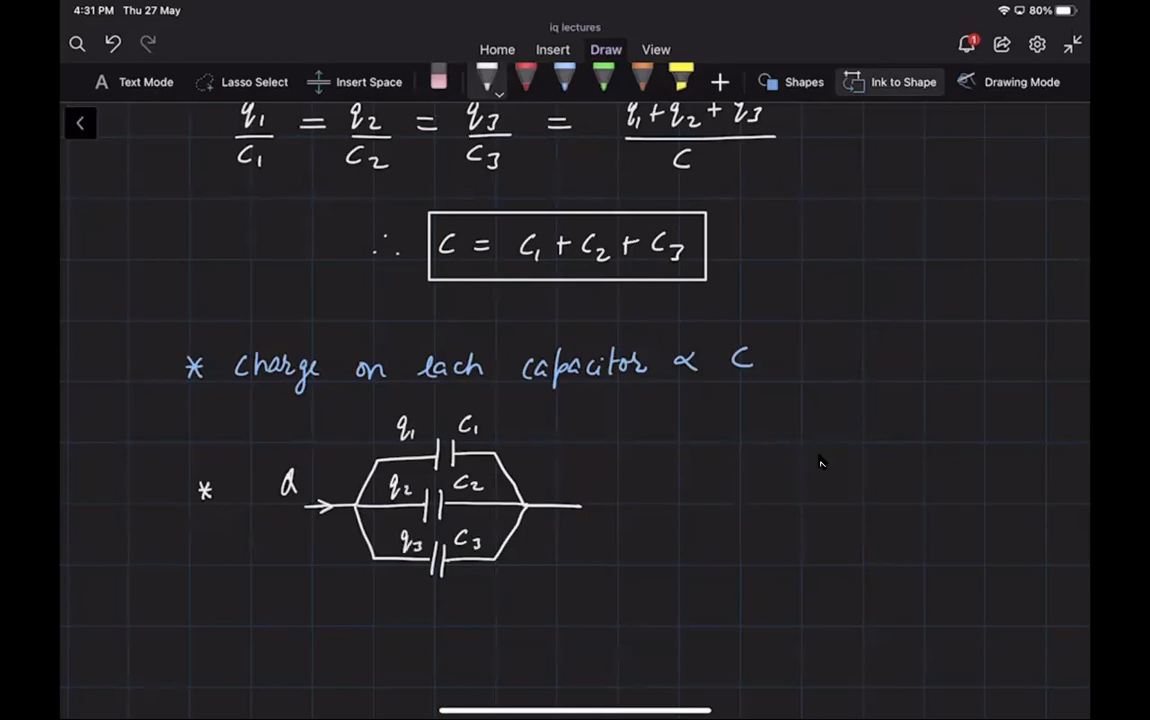 4:31 PM Thu 27 May 80%
iq lectures
Home Insert Draw View 1
A Text Mode Lasso Select Insert Space + Shapes Ink to Shape Drawing Mode
q1/C1 = q2/C2 = q3/C3 = q1+q2+q3/C
∴ C = C1 + C2 + C3
* charge on each capacitor ∝ C
q1 C1
* Q q2 C2
q3 C3